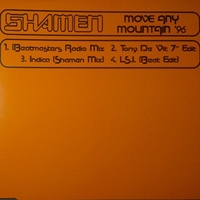 SHAMEN
MOVE ANY
MOUNTAIN '96
1. (Beatmasters Radio Mix 2. Tony De Vit 7" Edit
3. Indica (Shaman Mix) 4. L.S.I. (Beat Edit)